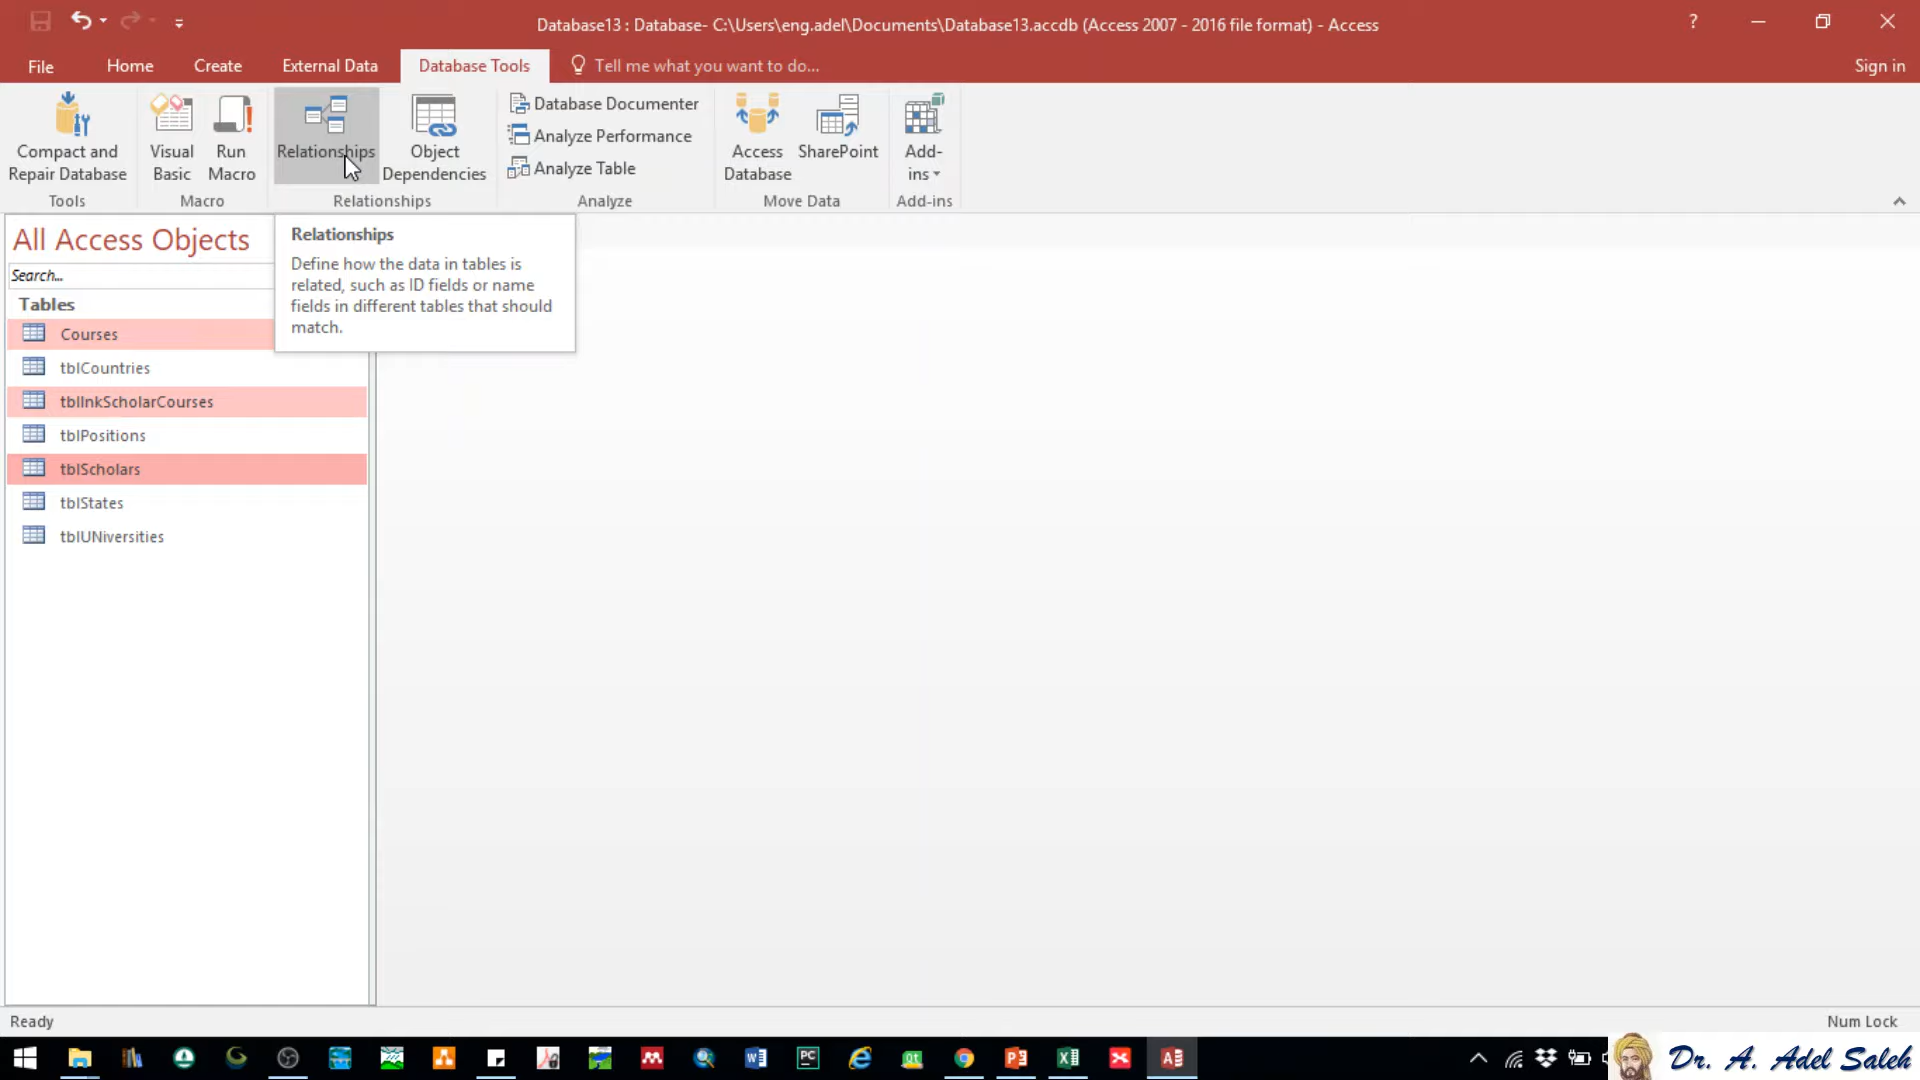 Database13 : Database- C:\Users\eng.adel\Documents\Database13.accdb (Access 2007 - 2016 file format) - Access
?
File
Home
Create
External Data
Database Tools
Tell me what you want to do...
Sign in
Compact and
Repair Database
Visual
Basic
Run
Macro
Relationships
Object
Dependencies
Database Documenter
Analyze Performance
Analyze Table
Access
Database
SharePoint
Add-
ins
Tools
Macro
Relationships
Analyze
Move Data
Add-ins
All Access Objects
Search...
Tables
Courses
tblCountries
tbllnkScholarCourses
tblPositions
tblScholars
tblStates
tblUNiversities
Relationships
Define how the data in tables is
related, such as ID fields or name
fields in different tables that should
match.
Ready
Num Lock
Dr. A. Adel Saleh